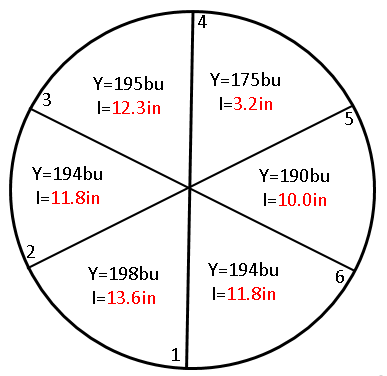 4
3
Y=195bu
I=12.3in
Y=175bu
I=3.2in
5
Y=194bu
I=11.8in
Y=190bu
I=10.0in
2
Y=198bu
I=13.6in
Y=194bu
I=11.8in
6
1